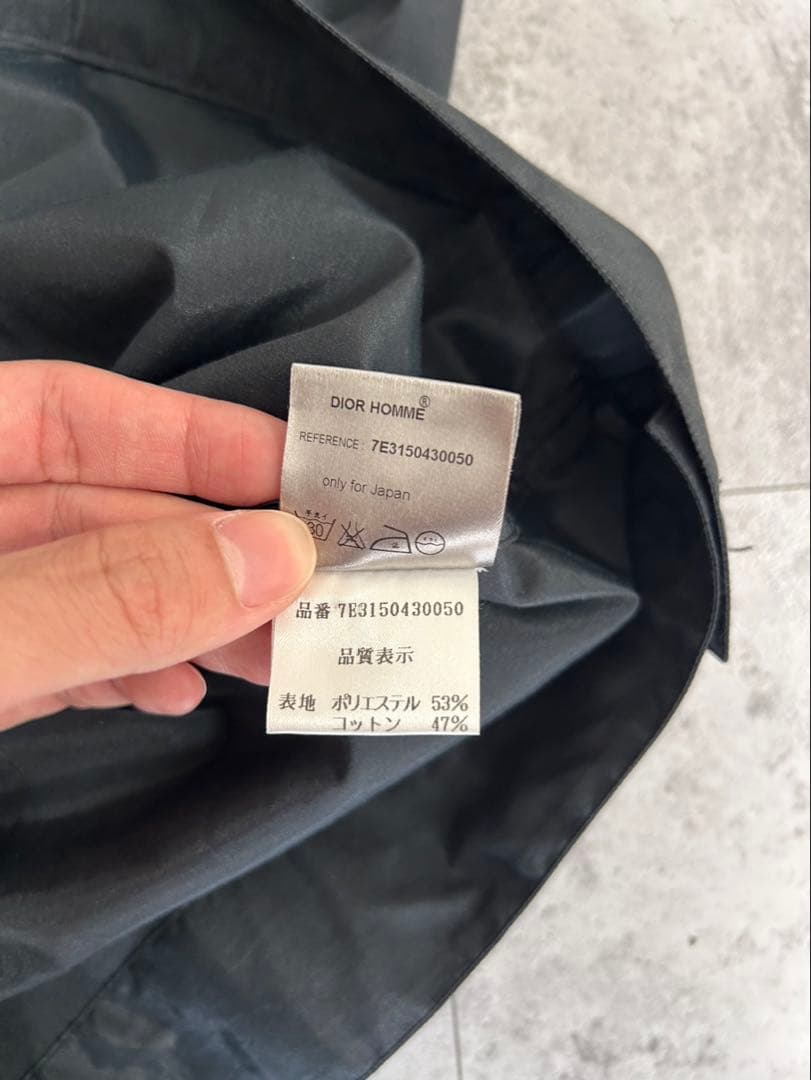 DIOR HOMME®
REFERENCE: 7E3150430050
only for Japan
30
品番 7E3150430050
品質表示
表地 ポリエステル 53%
コットン 47%